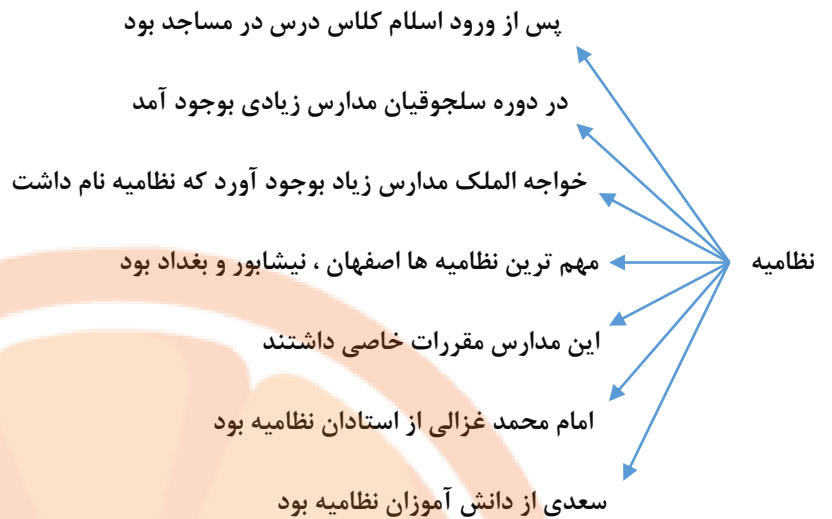 پس از ورود اسلام کلاس درس در مساجد بود
در دوره سلجوقیان مدارس زیادی بوجود آمد
خواجه الملک مدارس زیاد بوجود آورد که نظامیه نام داشت
نظامیه
مهم ترین نظامیه ها اصفهان ، نیشابور و بغداد بود
این مدارس مقررات خاصی داشتند
امام محمد غزالی از استادان نظامیه بود
سعدی از دانش آموزان نظامیه بود